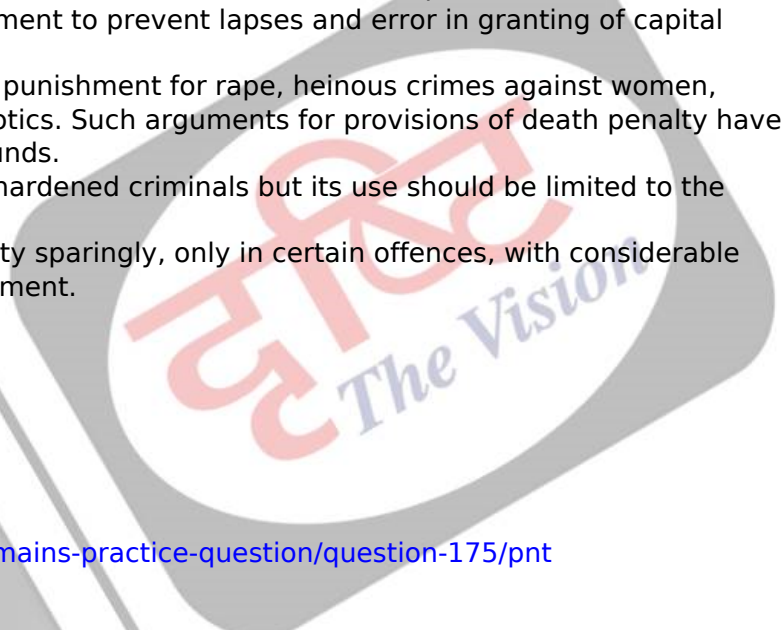 ment to prevent lapses and error in granting of capital
punishment for rape, heinous crimes against women,
otics. Such arguments for provisions of death penalty have
unds.
hardened criminals but its use should be limited to the
ty sparingly, only in certain offences, with considerable
ment.
दृष्टि
The Vision
mains-practice-question/question-175/pnt